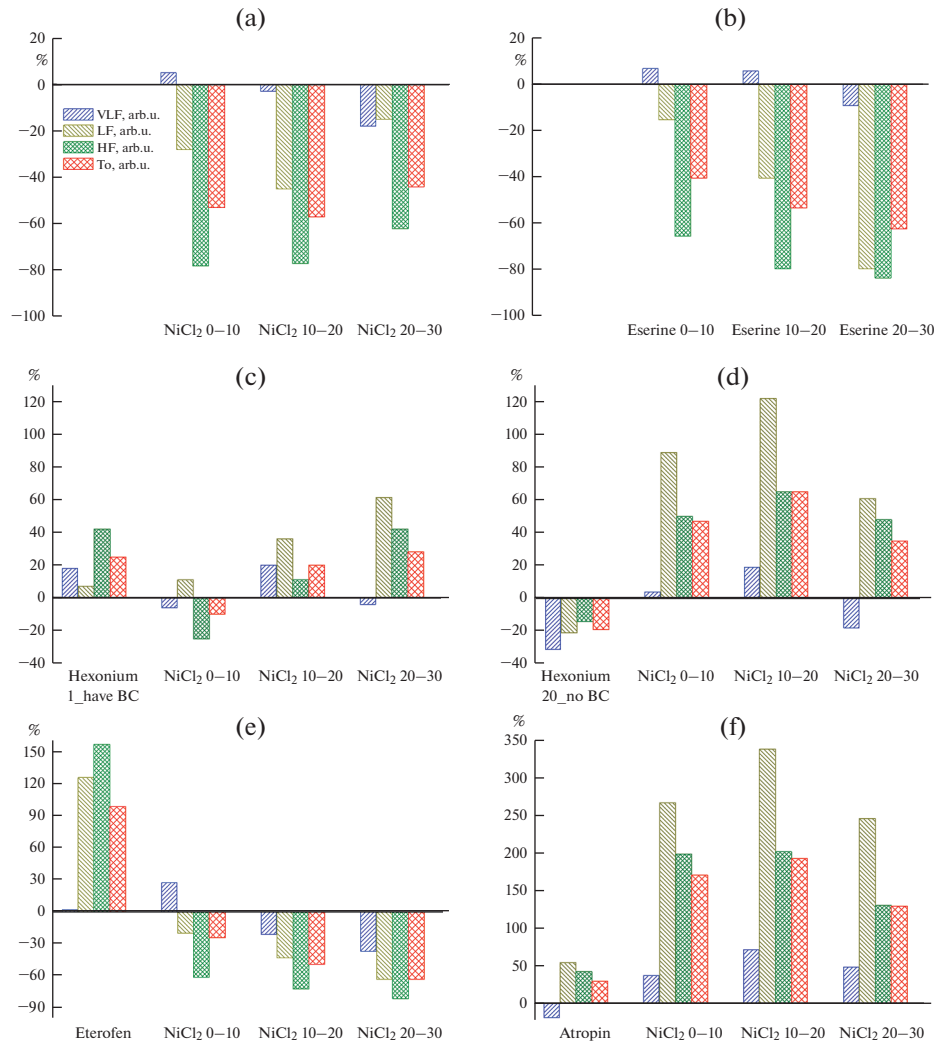 (a)
%
20
0
−20
−40
−60
−80
−100
VLF, arb.u.
LF, arb.u.
HF, arb.u.
To, arb.u.
NiCl₂ 0−10
NiCl₂ 10−20
NiCl₂ 20−30
(b)
%
20
0
−20
−40
−60
−80
−100
Eserine 0−10
Eserine 10−20
Eserine 20−30
(c)
%
120
100
80
60
40
20
0
−20
−40
Hexonium
1_have BC
NiCl₂ 0−10
NiCl₂ 10−20
NiCl₂ 20−30
(d)
%
120
100
80
60
40
20
0
−20
−40
Hexonium
20_no BC
NiCl₂ 0−10
NiCl₂ 10−20
NiCl₂ 20−30
(e)
%
150
120
90
60
30
0
−30
−60
−90
Eterofen
NiCl₂ 0−10
NiCl₂ 10−20
NiCl₂ 20−30
(f)
%
350
300
250
200
150
100
50
0
Atropin
NiCl₂ 0−10
NiCl₂ 10−20
NiCl₂ 20−30